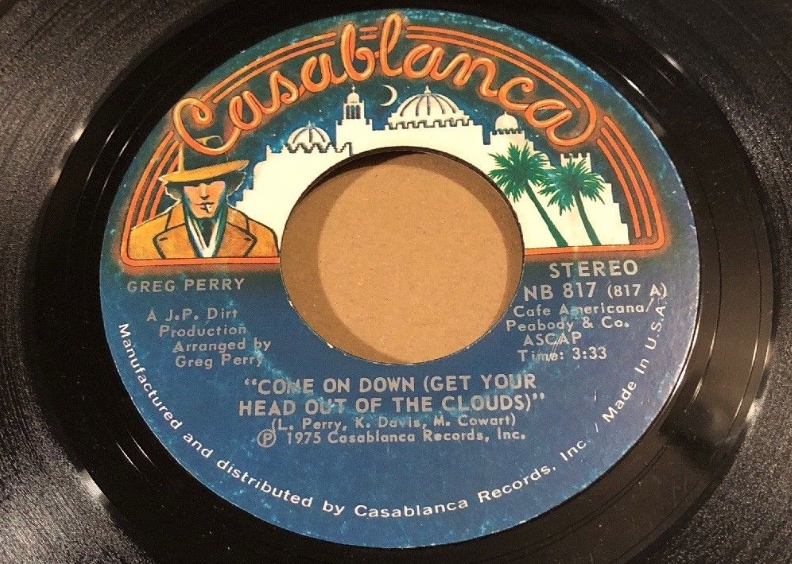 Casablanca
GREG PERRY
A J.P. Dirt
Production
Arranged by
Greg Perry
STEREO
NB 817 (817 A)
Cafe Americana/
Peabody & Co.
ASCAP
Time: 3:33
"COME ON DOWN (GET YOUR
HEAD OUT OF THE CLOUDS)"
(L. Perry, K. Davis, M. Cowart)
Ⓟ 1975 Casablanca Records, Inc.
Manufactured and distributed by Casablanca Records, Inc. / Made In U.S.A.